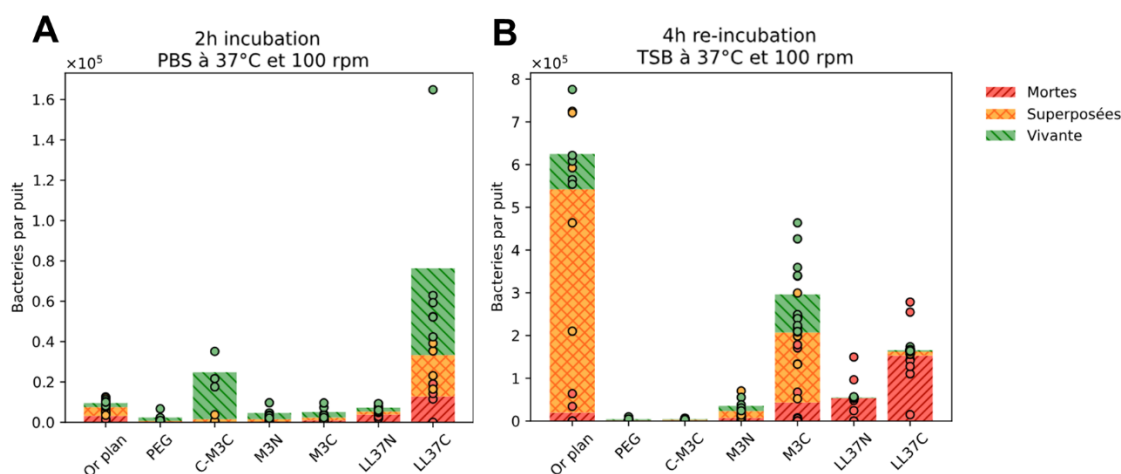 A
2h incubation
PBS à 37°C et 100 rpm
×10⁵
Bacteries par puit
1.6
1.4
1.2
1.0
0.8
0.6
0.4
0.2
0.0
Or plan
PEG
C-M3C
M3N
M3C
LL37N
LL37C
B
4h re-incubation
TSB à 37°C et 100 rpm
×10⁵
Bacteries par puit
8
7
6
5
4
3
2
1
0
Or plan
PEG
C-M3C
M3N
M3C
LL37N
LL37C
Mortes
Superposées
Vivante